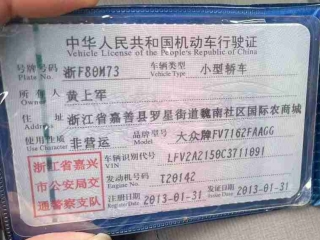 中华人民共和国机动车行驶证
Vehicle License of the People's Republic of China
号牌号码 浙F80M73 车辆类型 小型轿车
Plate No. Vehicle Type
所有人 黄上军
Owner
住址 浙江省嘉善县罗星街道魏南社区国际农商城
Address
使用性质 非营运 品牌型号 大众牌FV7162FAAGG
Use Character Model
浙江省嘉兴市公安局交通警察支队
车辆识别代号 LFV2A2150C3711091
VIN
发动机号码 T20142
Engine No.
注册日期 2013-01-31 发证日期 2013-01-31
Register Date Issue Date